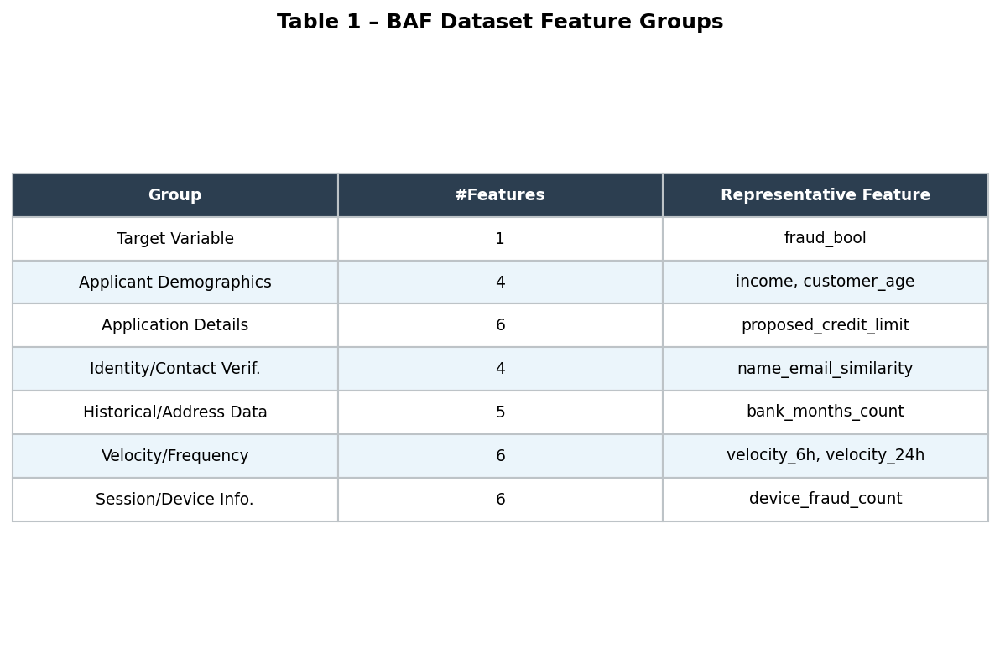 Table 1 – BAF Dataset Feature Groups
Group #Features Representative Feature
Target Variable 1 fraud_bool
Applicant Demographics 4 income, customer_age
Application Details 6 proposed_credit_limit
Identity/Contact Verif. 4 name_email_similarity
Historical/Address Data 5 bank_months_count
Velocity/Frequency 6 velocity_6h, velocity_24h
Session/Device Info. 6 device_fraud_count